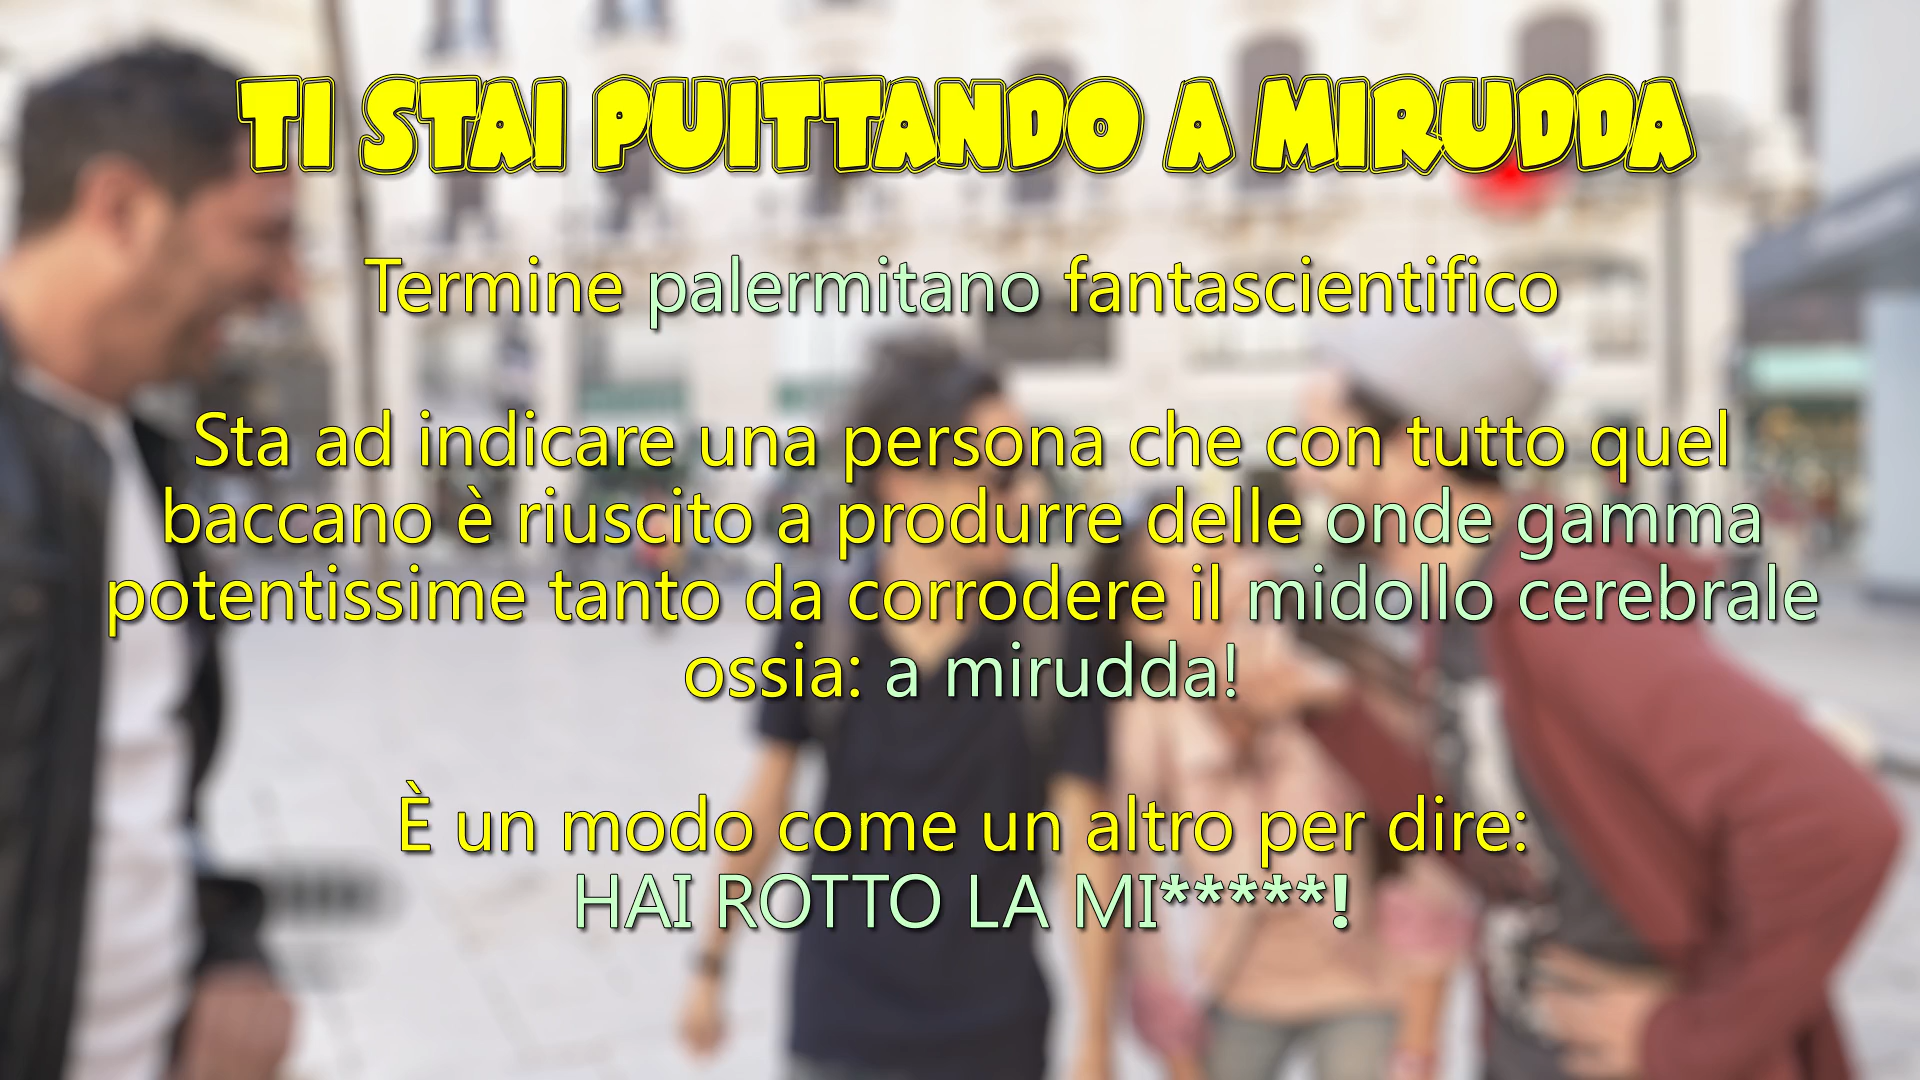 TI STAI PUITTANDO A MIRUDDA
Termine palermitano fantascientifico
Sta ad indicare una persona che con tutto quel
baccano è riuscito a produrre delle onde gamma
potentissime tanto da corrodere il midollo cerebrale
ossia: a mirudda!
È un modo come un altro per dire:
HAI ROTTO LA MI*****!